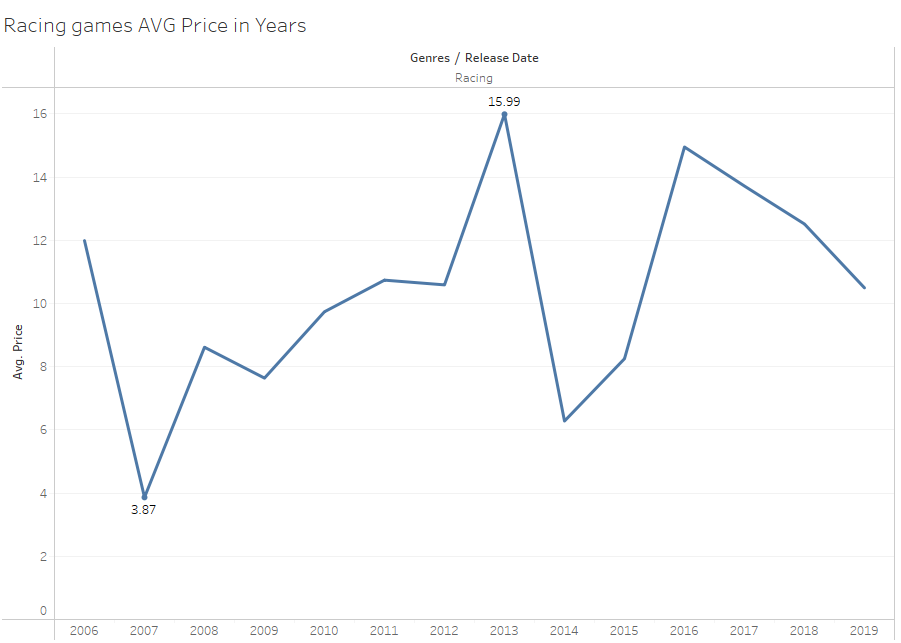 Racing games AVG Price in Years
Genres / Release Date
Racing
15.99
16
14
12
10
Avg. Price
8
6
4
3.87
2
0
2006 2007 2008 2009 2010 2011 2012 2013 2014 2015 2016 2017 2018 2019